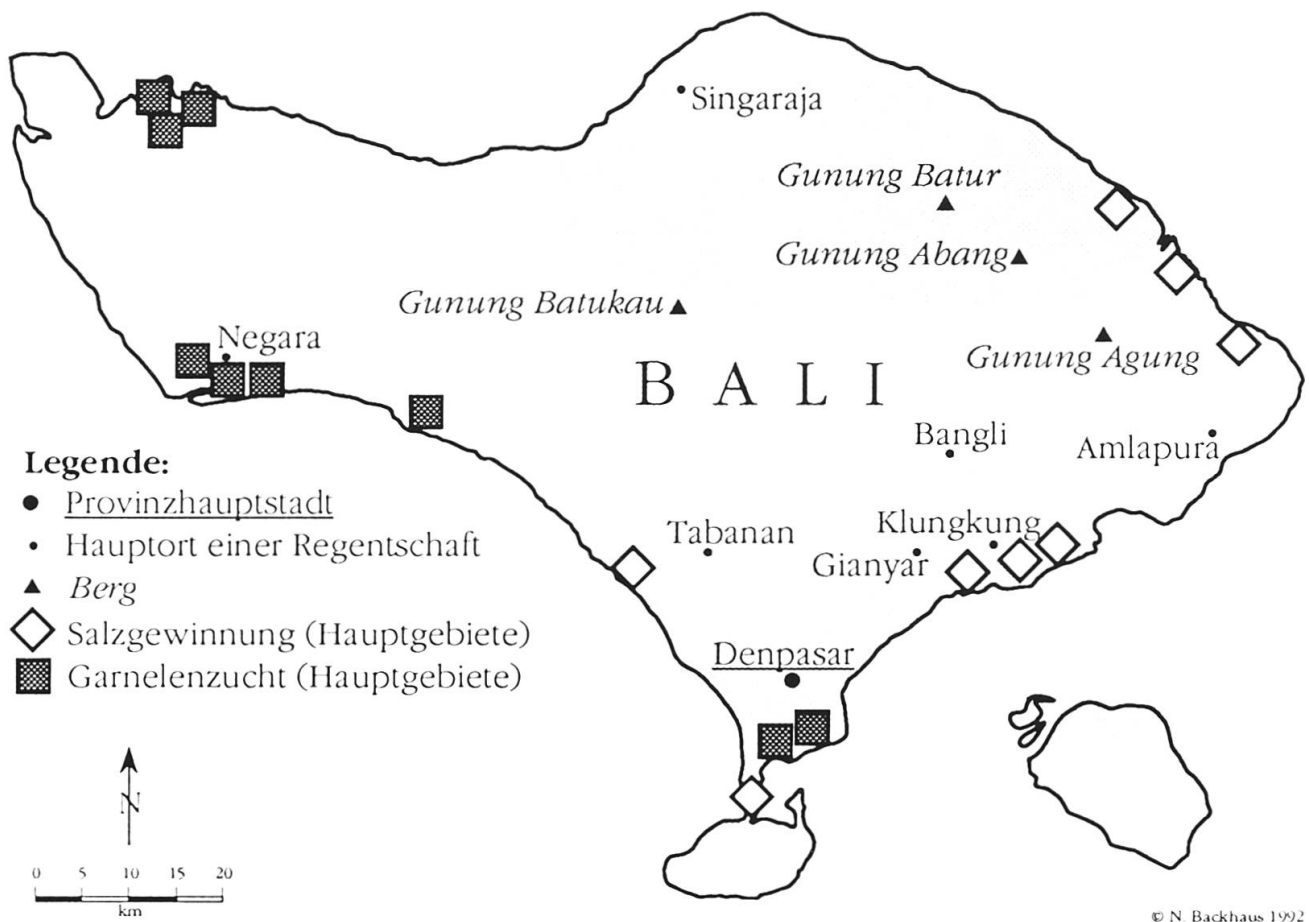 Singaraja
Gunung Batur
Gunung Abang
Gunung Batukau
Negara
Gunung Agung
BALI
Bangli
Amlapura
Legende:
Provinzhauptstadt
Hauptort einer Regentschaft
Berg
Salzgewinnung (Hauptgebiete)
Garnelenzucht (Hauptgebiete)
Tabanan
Klungkung
Gianyar
Denpasar
N
0 5 10 15 20
km
© N. Backhaus 1992